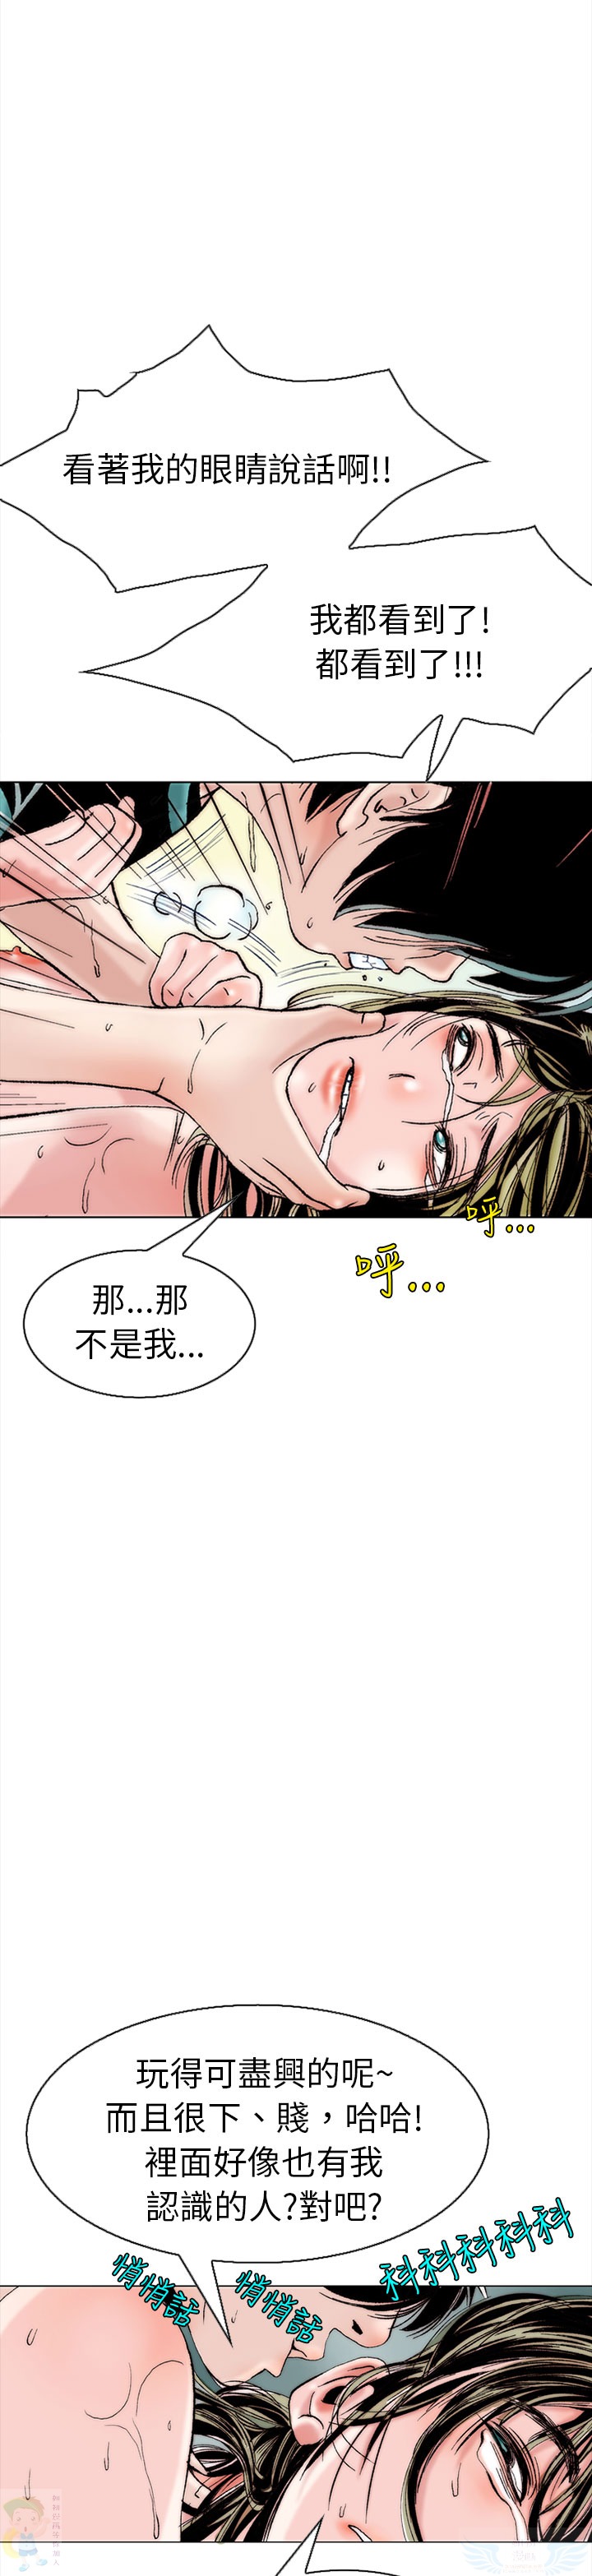 看著我的眼睛說話啊!!
我都看到了!
都看到了!!!
呼...
呼...
那...那
不是我...
玩得可盡興的呢~
而且很下、賤，哈哈!
裡面好像也有我
認識的人?對吧?
科科科科科
悄悄話
悄悄話